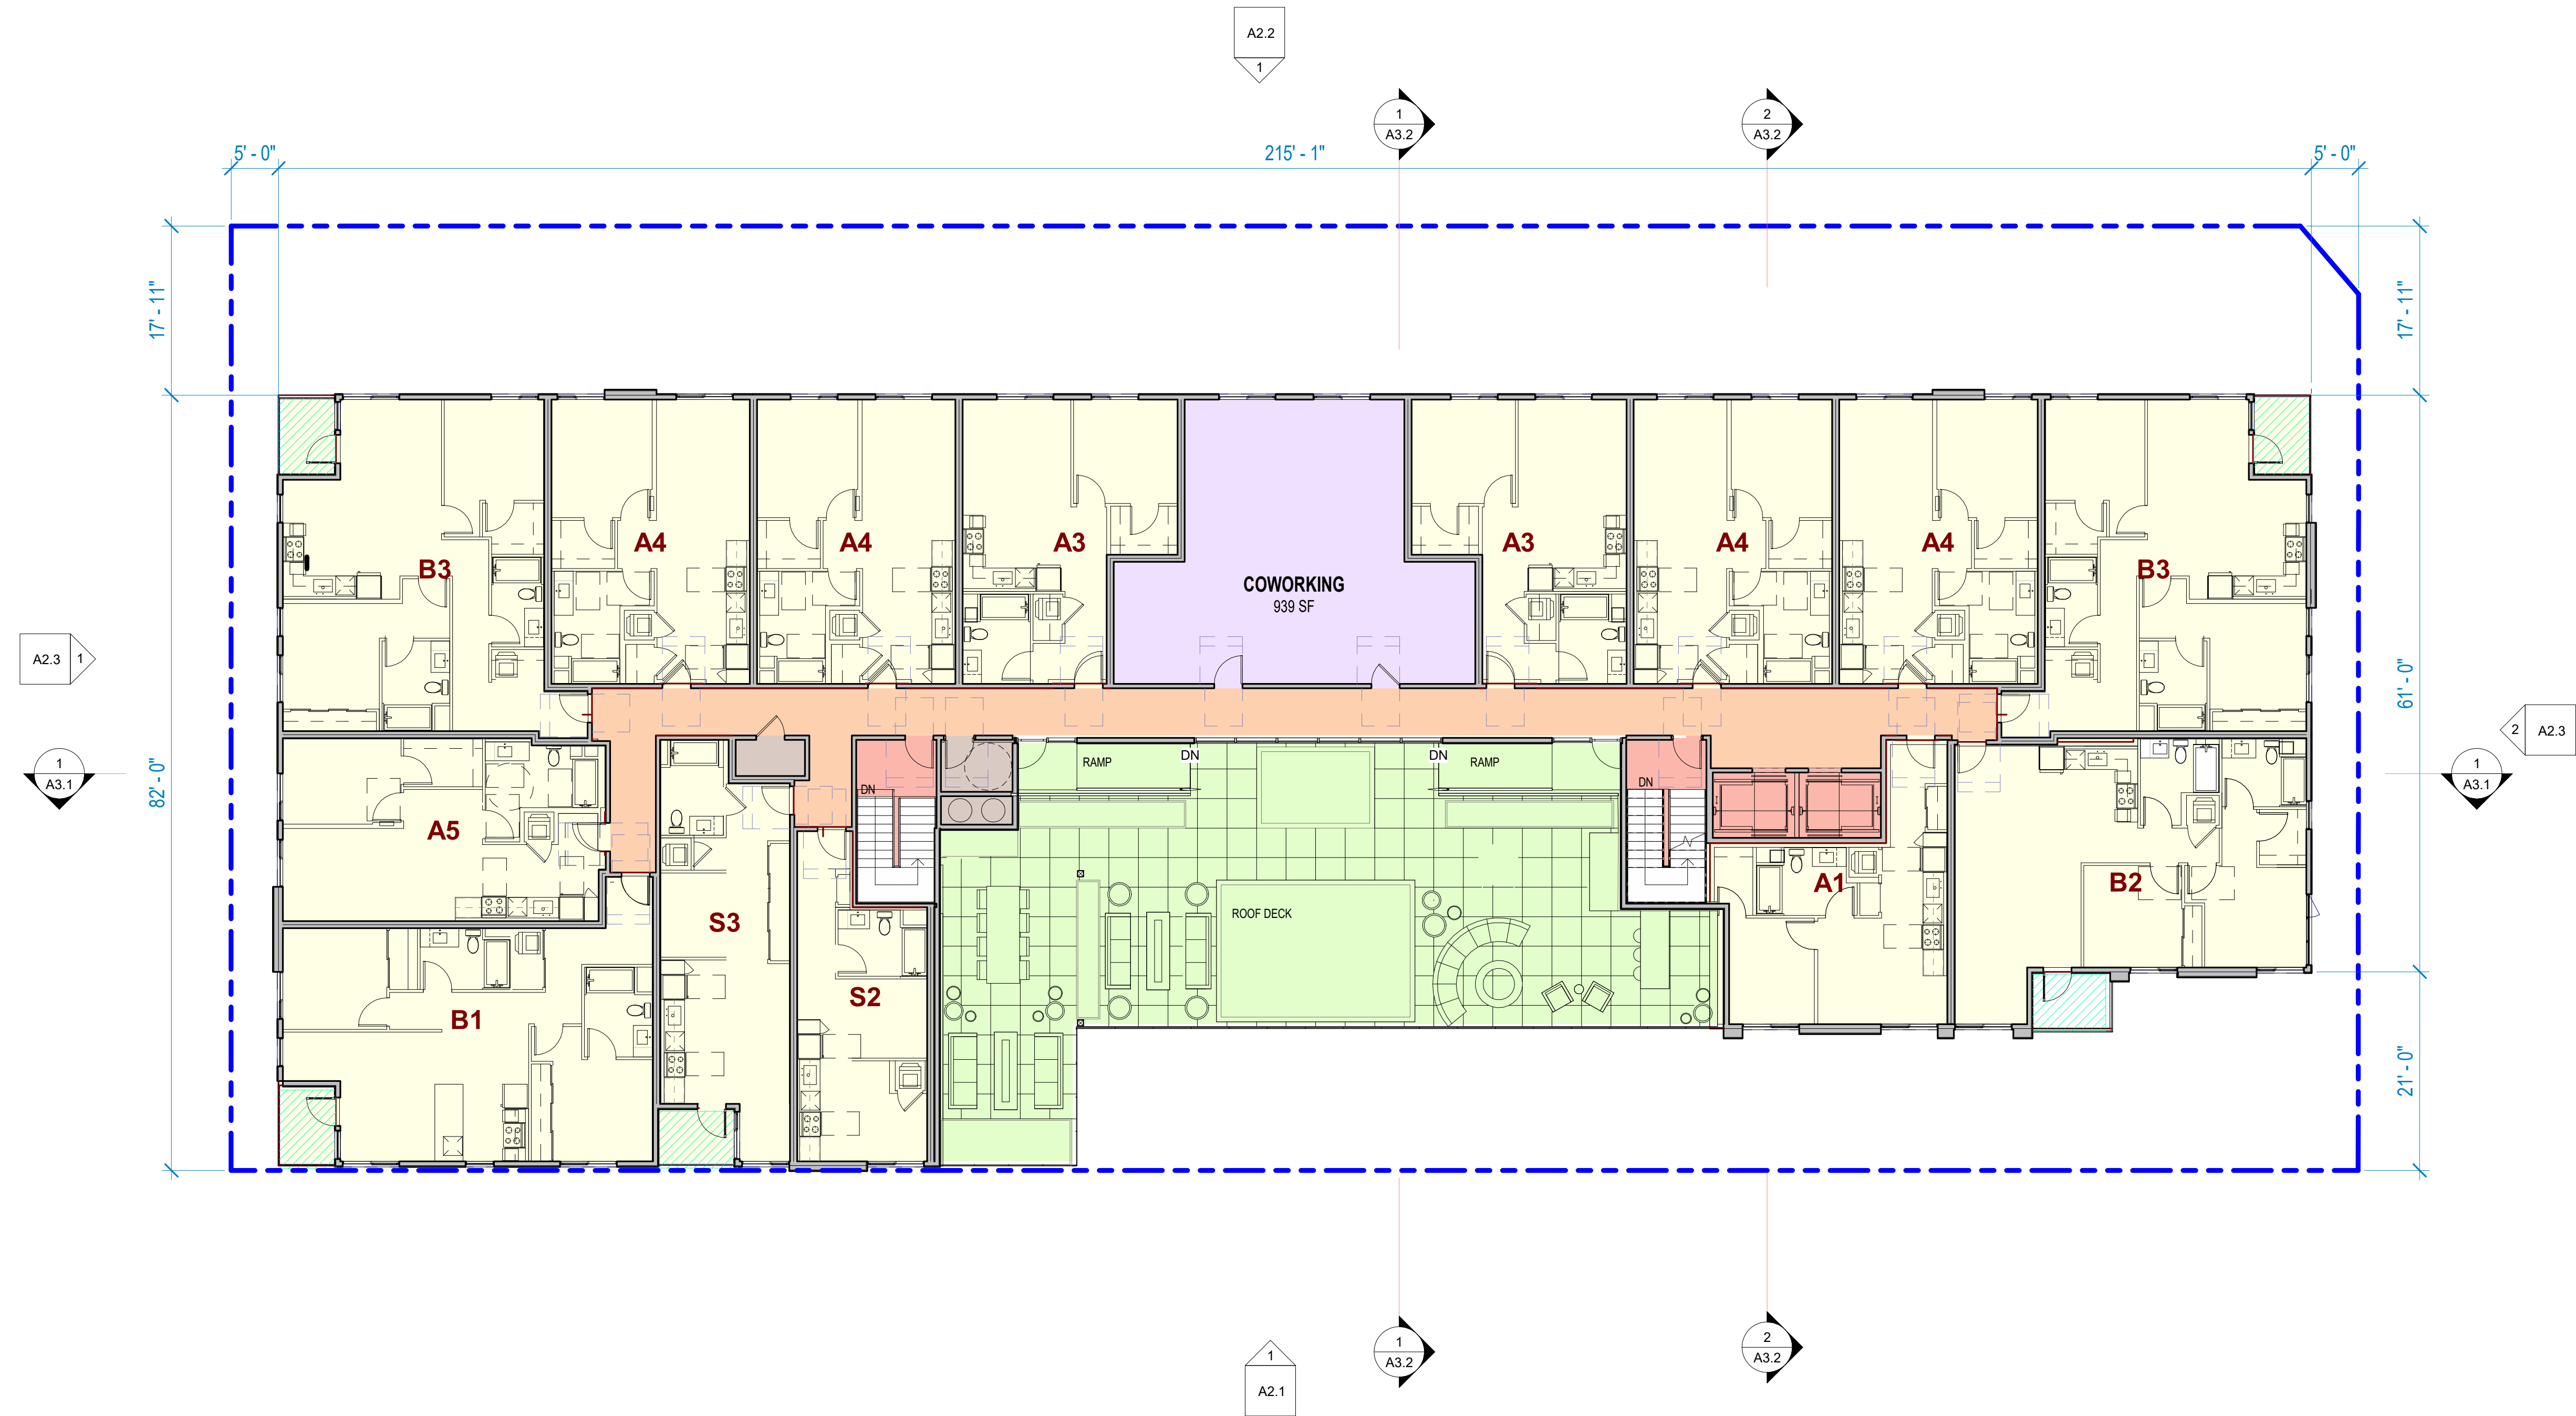 A2.2
1
1
A3.2
2
A3.2
5' - 0"
215' - 1"
5' - 0"
17' - 11"
17' - 11"
A4
A4
A3
A3
A4
A4
B3
B3
COWORKING
939 SF
A2.3
1
61' - 0"
2
A2.3
1
A3.1
82' - 0"
RAMP
DN
DN
RAMP
1
A3.1
DN
DN
A5
A1
B2
S3
ROOF DECK
S2
B1
21' - 0"
1
A3.2
2
A3.2
1
A2.1